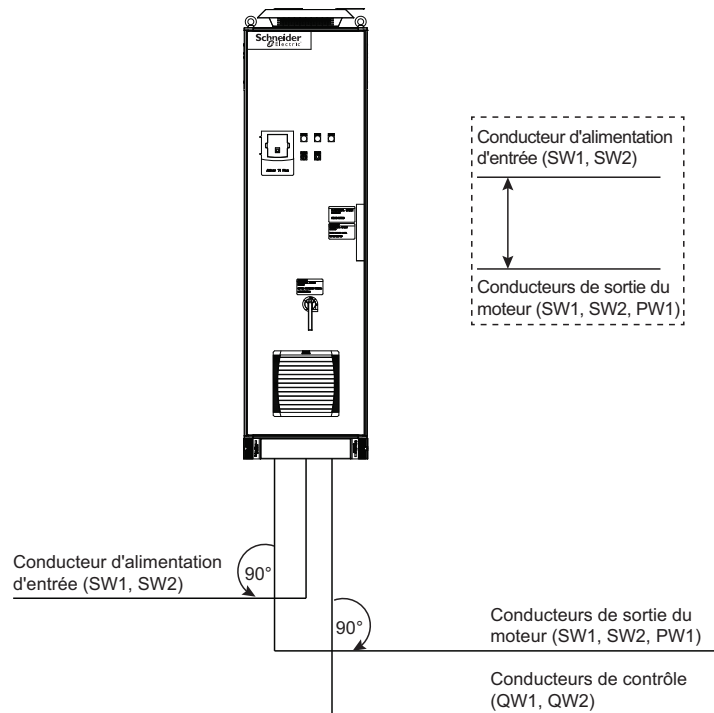 Schneider
Electric
Conducteur d'alimentation
d'entrée (SW1, SW2)
Conducteurs de sortie du
moteur (SW1, SW2, PW1)
Conducteur d'alimentation
d'entrée (SW1, SW2)
90°
90°
Conducteurs de sortie du
moteur (SW1, SW2, PW1)
Conducteurs de contrôle
(QW1, QW2)